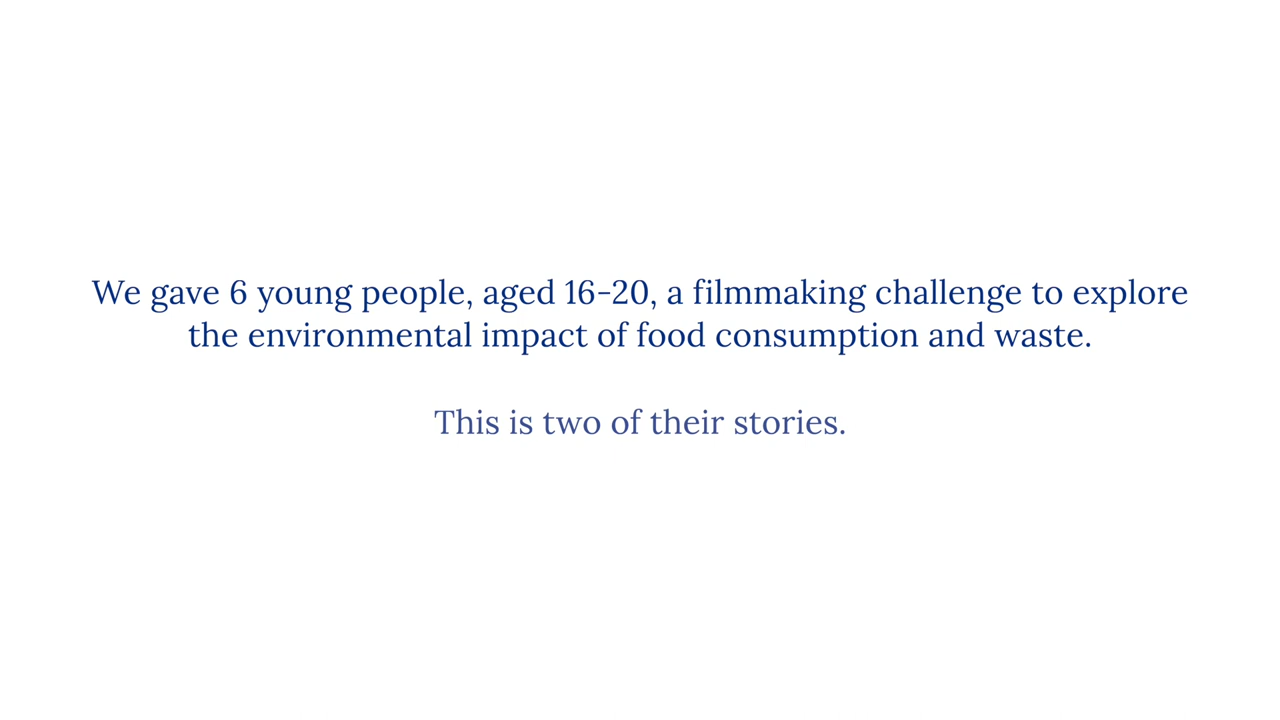 We gave 6 young people, aged 16-20, a filmmaking challenge to explore
the environmental impact of food consumption and waste.
This is two of their stories.